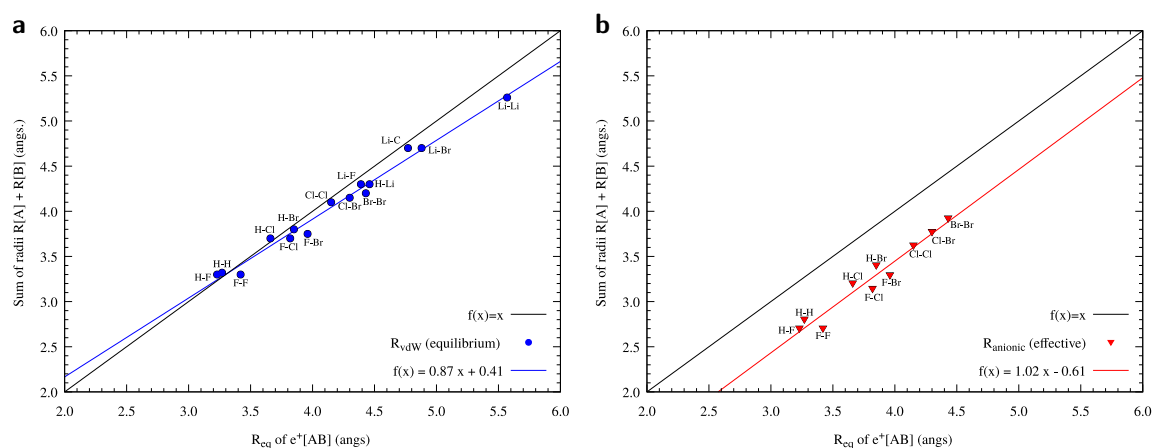 a
Sum of radii R[A] + R[B] (angs.)
6.0
5.5
5.0
4.5
4.0
3.5
3.0
2.5
2.0
Li-Li
Li-C
Li-Br
Li-F
H-Li
Cl-Cl
Cl-Br
Br-Br
H-Br
H-Cl
F-Cl
F-Br
H-H
H-F
F-F
f(x)=x
RvdW (equilibrium)
f(x) = 0.87 x + 0.41
2.0 2.5 3.0 3.5 4.0 4.5 5.0 5.5 6.0
Req of e+[AB] (angs)
b
Sum of radii R[A] + R[B] (angs.)
6.0
5.5
5.0
4.5
4.0
3.5
3.0
2.5
2.0
Br-Br
Cl-Br
Cl-Cl
H-Br
F-Br
H-Cl
F-Cl
H-H
H-F
F-F
f(x)=x
Ranionic (effective)
f(x) = 1.02 x - 0.61
2.0 2.5 3.0 3.5 4.0 4.5 5.0 5.5 6.0
Req of e+[AB] (angs)